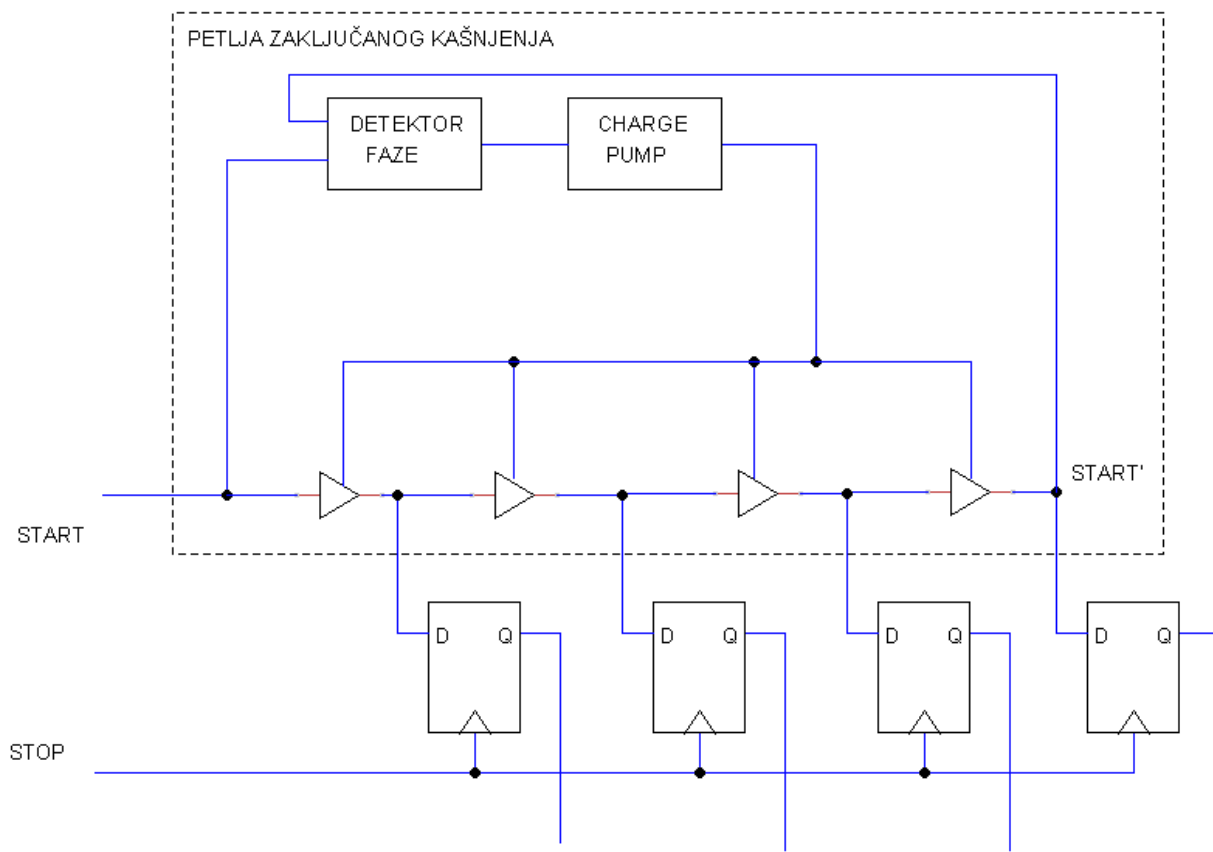 PETLJA ZAKLJUČANOG KAŠNJENJA
DETEKTOR
FAZE
CHARGE
PUMP
START'
START
D Q
D Q
D Q
D Q
STOP